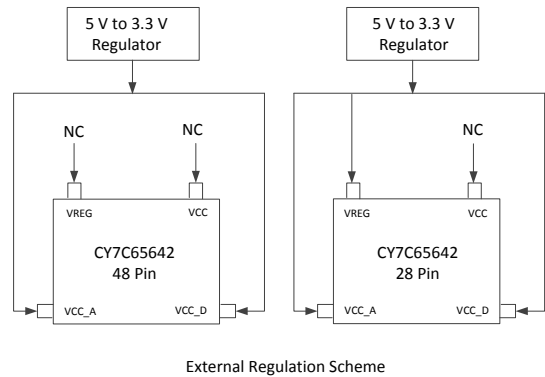 5 V to 3.3 V
Regulator
NC
NC
VREG
VCC
CY7C65642
48 Pin
VCC_A
VCC_D
5 V to 3.3 V
Regulator
NC
VREG
VCC
CY7C65642
28 Pin
VCC_A
VCC_D
External Regulation Scheme